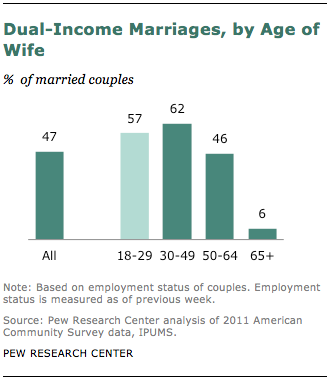 Dual-Income Marriages, by Age of
Wife
% of married couples
47
57
62
46
6
All
18-29
30-49
50-64
65+
Note: Based on employment status of couples. Employment
status is measured as of previous week.
Source: Pew Research Center analysis of 2011 American
Community Survey data, IPUMS.
PEW RESEARCH CENTER